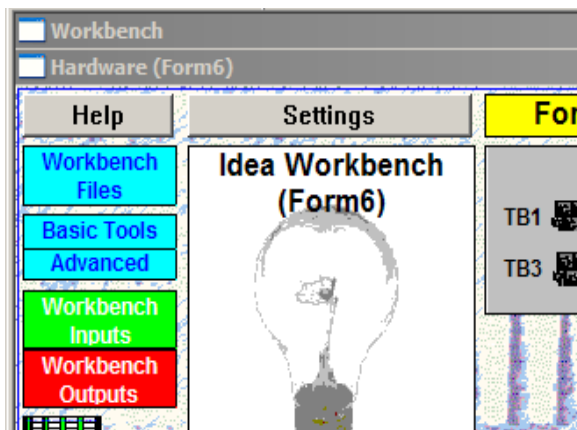 Workbench
Hardware (Form6)
Help
Settings
For
Workbench
Files
Basic Tools
Advanced
Workbench
Inputs
Workbench
Outputs
Idea Workbench
(Form6)
TB1
TB3